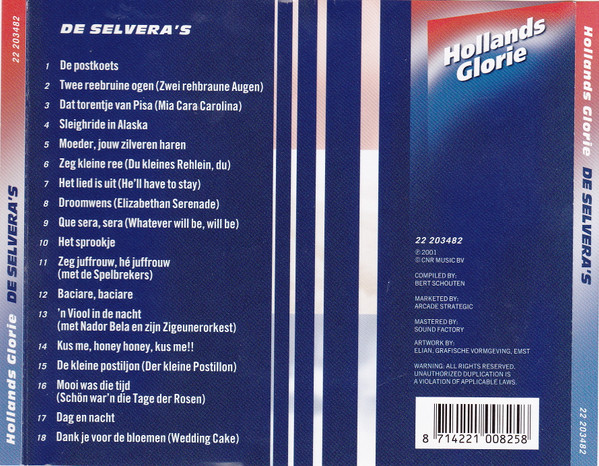 22 203482
Hollands Glorie DE SELVERA'S
DE SELVERA'S
1 De postkoets
2 Twee reebruine ogen (Zwei rehbraune Augen)
3 Dat torentje van Pisa (Mia Cara Carolina)
4 Sleighride in Alaska
5 Moeder, jouw zilveren haren
6 Zeg kleine ree (Du kleines Rehlein, du)
7 Het lied is uit (He'll have to stay)
8 Droomwens (Elizabethan Serenade)
9 Que sera, sera (Whatever will be, will be)
10 Het sprookje
11 Zeg juffrouw, hé juffrouw
(met de Spelbrekers)
12 Baciare, baciare
13 'n Viool in de nacht
(met Nador Bela en zijn Zigeunerorkest)
14 Kus me, honey honey, kus me!!
15 De kleine postiljon (Der kleine Postillon)
16 Mooi was die tijd
(Schön war'n die Tage der Rosen)
17 Dag en nacht
18 Dank je voor de bloemen (Wedding Cake)
Hollands
Glorie
22 203482
℗ 2001
© CNR MUSIC BV
COMPILED BY:
BERT SCHOUTEN
MARKETED BY:
ARCADE STRATEGIC
MASTERED BY:
SOUND FACTORY
ARTWORK BY:
ELIAN, GRAFISCHE VORMGEVING, EMST
WARNING: ALL RIGHTS RESERVED.
UNAUTHORIZED DUPLICATION IS
A VIOLATION OF APPLICABLE LAWS.
8 714221 008258
Hollands Glorie DE SELVERA'S
22 203482